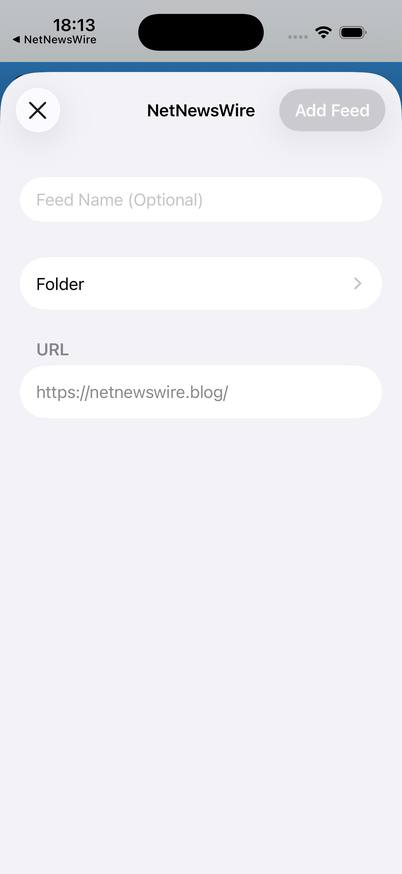 18:13
◀ NetNewsWire
NetNewsWire
Add Feed
Feed Name (Optional)
Folder
URL
https://netnewswire.blog/